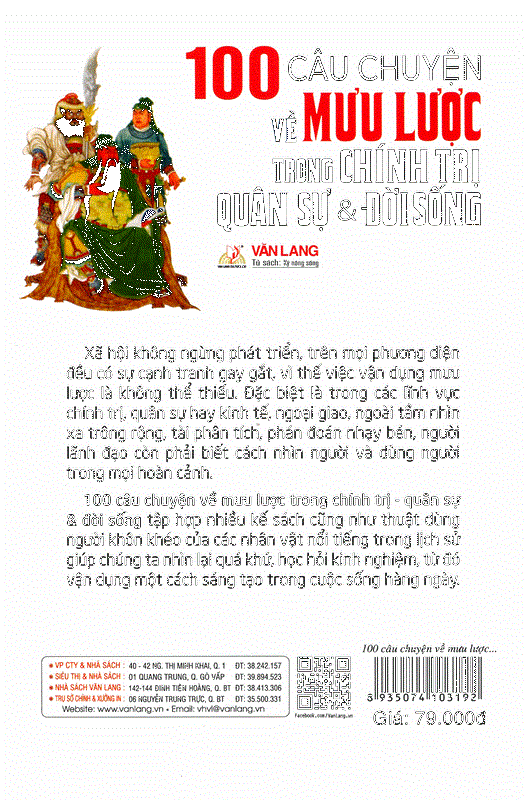 100 CÂU CHUYỆN
VỀ MƯU LƯỢC
TRONG CHÍNH TRỊ
QUÂN SỰ & ĐỜI SỐNG
VĂN LANG
Tủ sách: Kỹ năng sống
Xã hội không ngừng phát triển, trên mọi phương diện
đều có sự cạnh tranh gay gắt, vì thế việc vận dụng mưu
lược là không thể thiếu. Đặc biệt là trong các lĩnh vực
chính trị, quân sự hay kinh tế, ngoại giao, ngoài tầm nhìn
xa trông rộng, tài phân tích, phán đoán nhạy bén, người
lãnh đạo còn phải biết cách nhìn người và dùng người
trong mọi hoàn cảnh.
100 câu chuyện về mưu lược trong chính trị - quân sự
& đời sống tập hợp nhiều kế sách cũng như thuật dùng
người khôn khéo của các nhân vật nổi tiếng trong lịch sử
giúp chúng ta nhìn lại quá khứ, học hỏi kinh nghiệm, từ đó
vận dụng một cách sáng tạo trong cuộc sống hàng ngày.
100 câu chuyện về mưu lược...
VP CTY & NHÀ SÁCH : 40 - 42 NG. THỊ MINH KHAI, Q. 1 ĐT: 38.242.157
SIÊU THỊ & NHÀ SÁCH : 01 QUANG TRUNG, Q. GÒ VẤP ĐT: 39.894.523
NHÀ SÁCH VĂN LANG : 142-144 ĐINH TIÊN HOÀNG, Q. BT ĐT: 38.413.306
TRỤ SỞ CHÍNH & XƯỞNG IN : 06 NGUYỄN TRUNG TRỰC, Q. BT ĐT: 35.500.331
Website: www.vanlang.vn • Email: vhvl@vanlang.vn
Facebook.com/VanLang.vn
8 935074 103192
Giá: 79.000đ